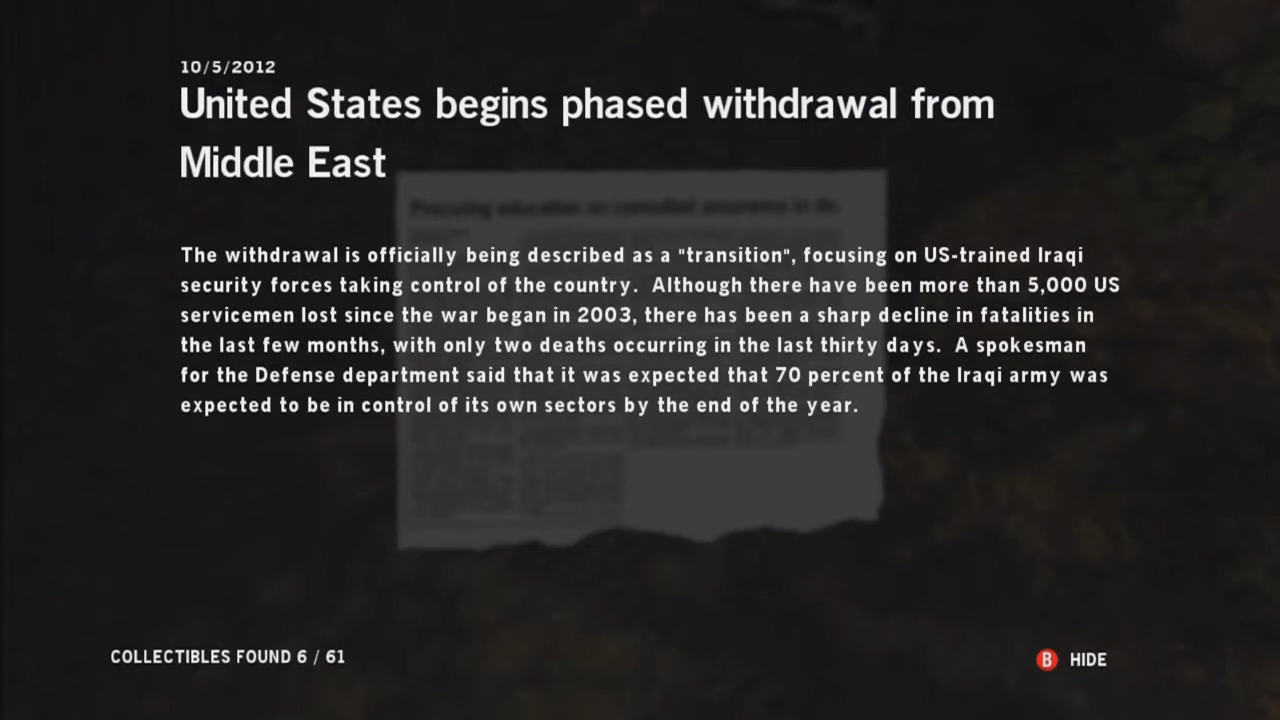 10/5/2012
United States begins phased withdrawal from
Middle East
The withdrawal is officially being described as a "transition", focusing on US-trained Iraqi
security forces taking control of the country.  Although there have been more than 5,000 US
servicemen lost since the war began in 2003, there has been a sharp decline in fatalities in
the last few months, with only two deaths occurring in the last thirty days.  A spokesman
for the Defense department said that it was expected that 70 percent of the Iraqi army was
expected to be in control of its own sectors by the end of the year.
COLLECTIBLES FOUND 6 / 61
B HIDE